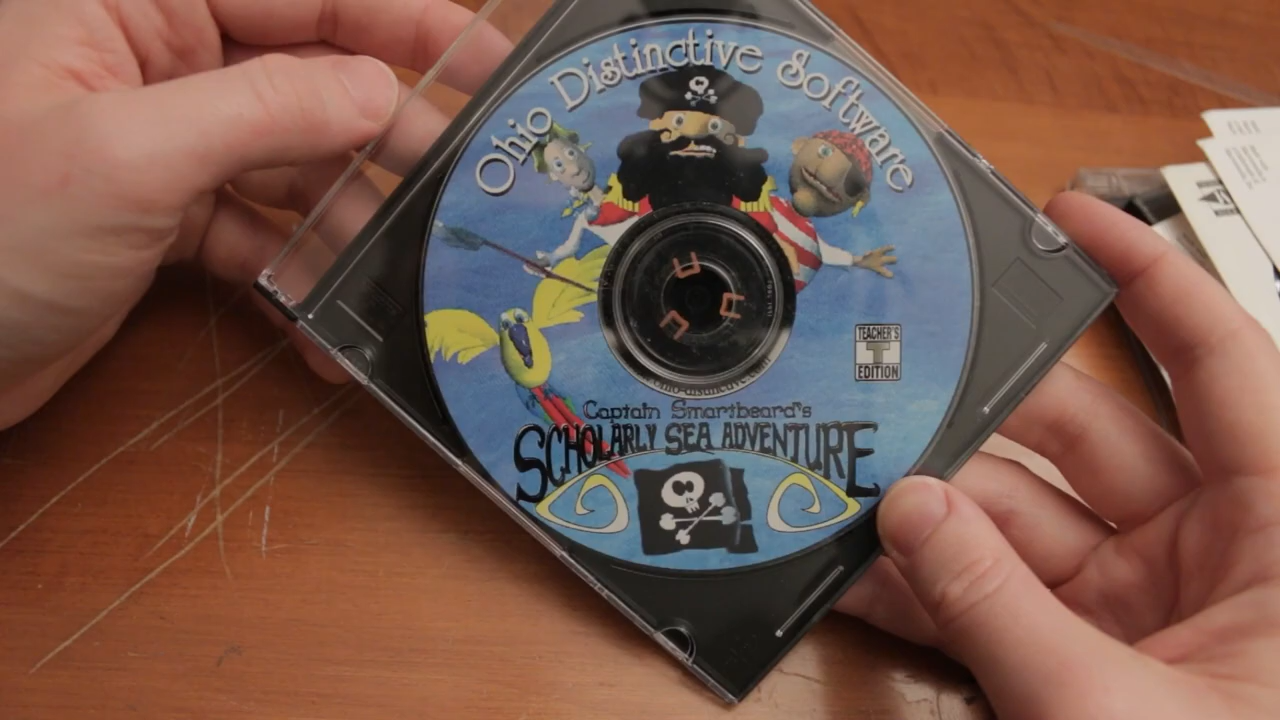 Ohio Distinctive Software
TEACHER'S
T
EDITION
Captain Smartbeard's
SCHOLARLY SEA ADVENTURE